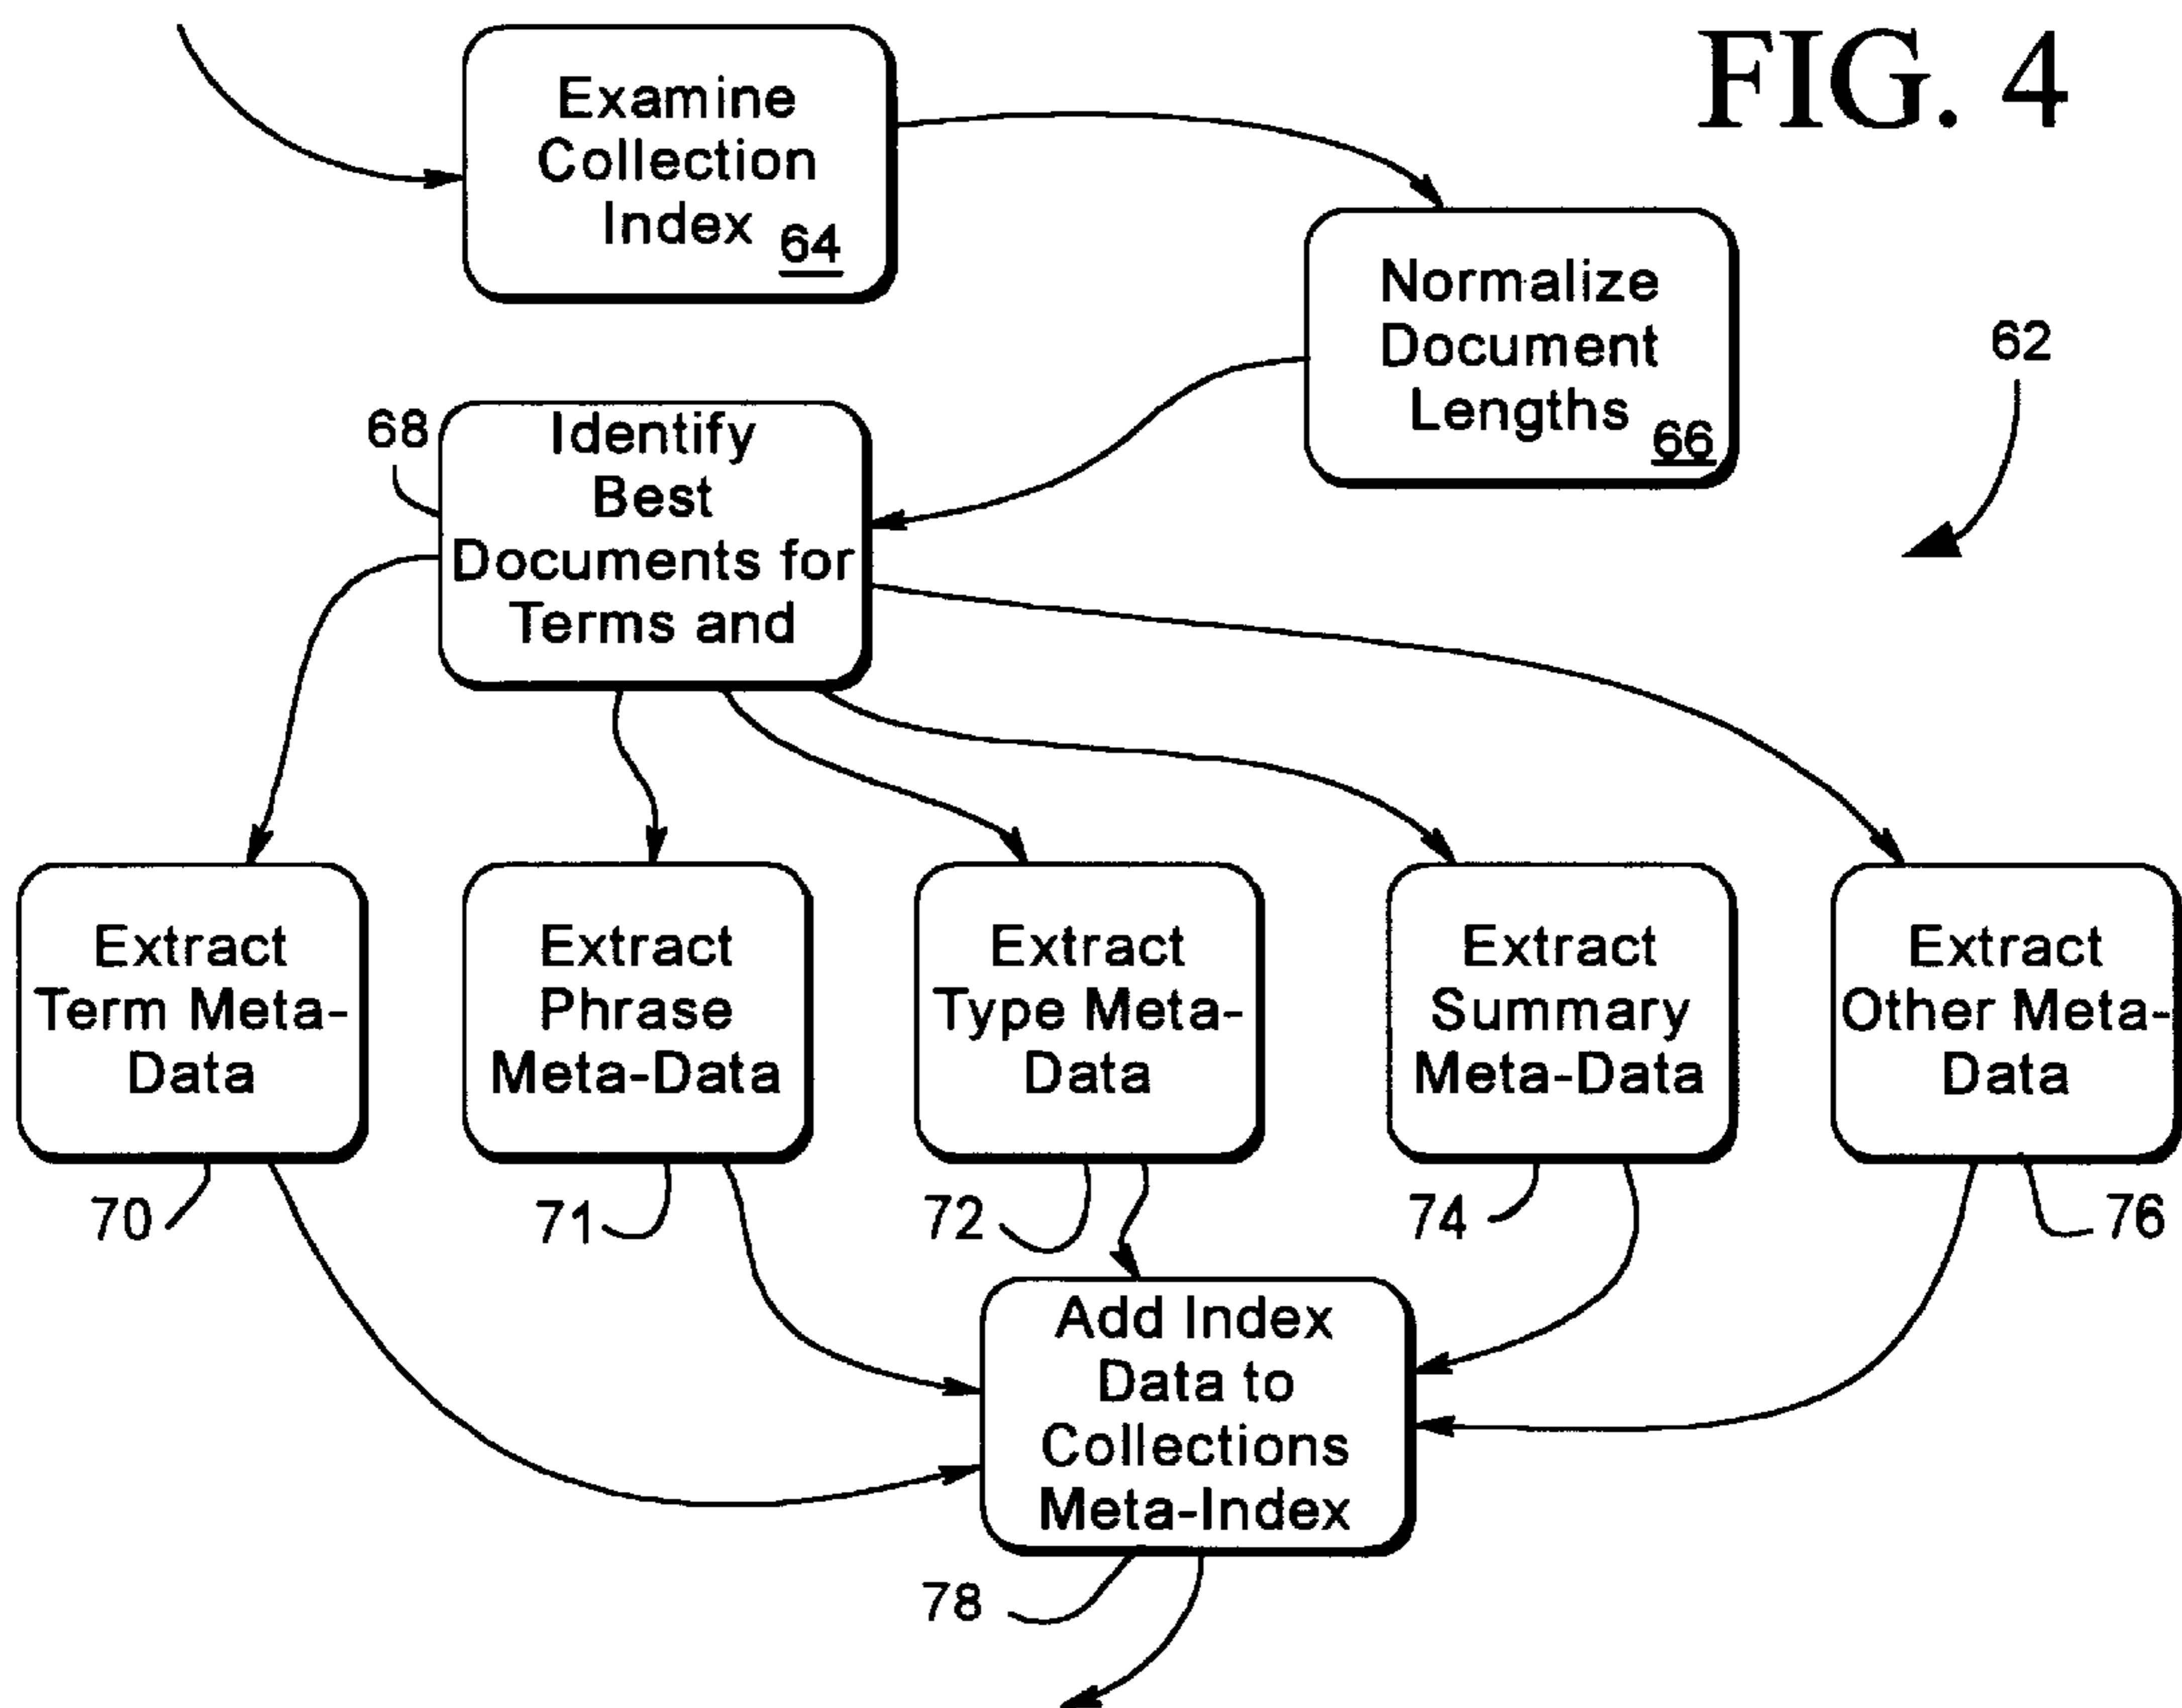 FIG. 4
Examine
Collection
Index
64
Normalize
Document
Lengths
66
62
68
Identify
Best
Documents for
Terms and
Extract
Term Meta-
Data
70
Extract
Phrase
Meta-Data
71
Extract
Type Meta-
Data
72
Extract
Summary
Meta-Data
74
Extract
Other Meta-
Data
76
Add Index
Data to
Collections
Meta-Index
78